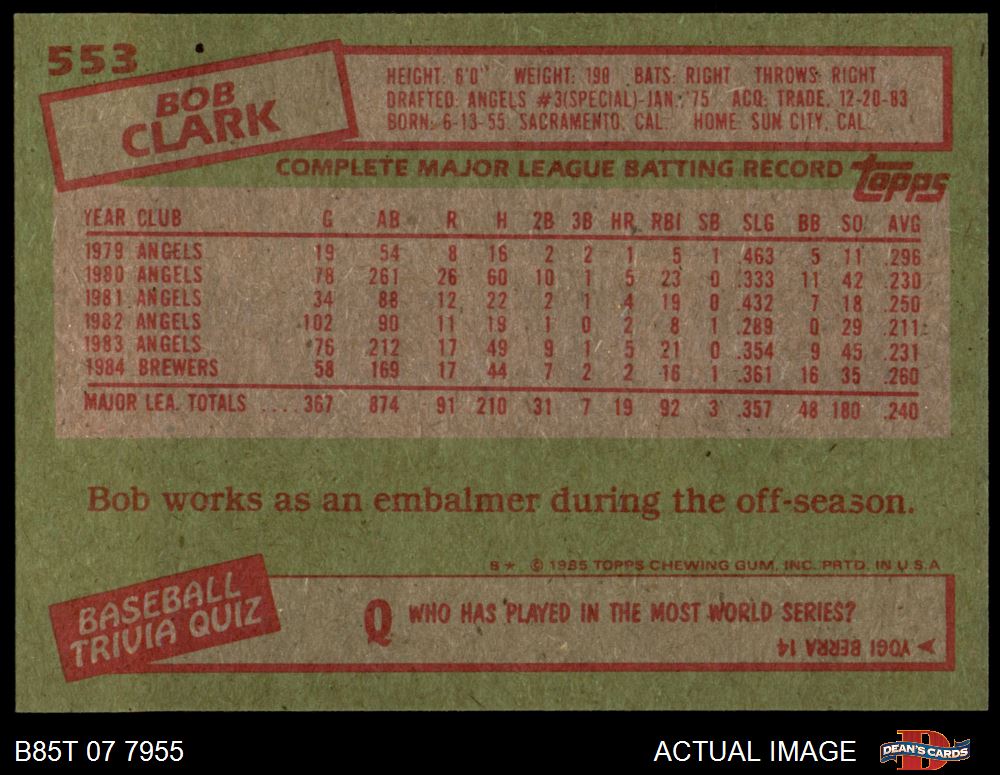 553
BOB
CLARK
HEIGHT: 6'0" WEIGHT: 190 BATS: RIGHT THROWS: RIGHT
DRAFTED: ANGELS #3(SPECIAL)-JAN., '75 ACQ: TRADE, 12-20-83
BORN: 6-13-55, SACRAMENTO, CAL. HOME: SUN CITY, CAL.
COMPLETE MAJOR LEAGUE BATTING RECORD topps
YEAR CLUB G AB R H 2B 3B HR RBI SB SLG BB SO AVG
1979 ANGELS 19 54 8 16 2 2 1 5 1 .463 5 11 .296
1980 ANGELS 78 261 26 60 10 1 5 23 0 .333 11 42 .230
1981 ANGELS 34 88 12 22 2 1 4 19 0 .432 7 18 .250
1982 ANGELS 102 90 11 19 1 0 2 8 1 .289 0 29 .211
1983 ANGELS 76 212 17 49 9 1 5 21 0 .354 9 45 .231
1984 BREWERS 58 169 17 44 7 2 2 16 1 .361 16 35 .260
MAJOR LEA. TOTALS .... 367 874 91 210 31 7 19 92 3 .357 48 180 .240
Bob works as an embalmer during the off-season.
B* © 1985 TOPPS CHEWING GUM, INC. PRTD. IN U.S.A
BASEBALL
TRIVIA QUIZ
Q WHO HAS PLAYED IN THE MOST WORLD SERIES?
YOGI BERRA 14
B85T 07 7955
ACTUAL IMAGE
DEAN'S CARDS